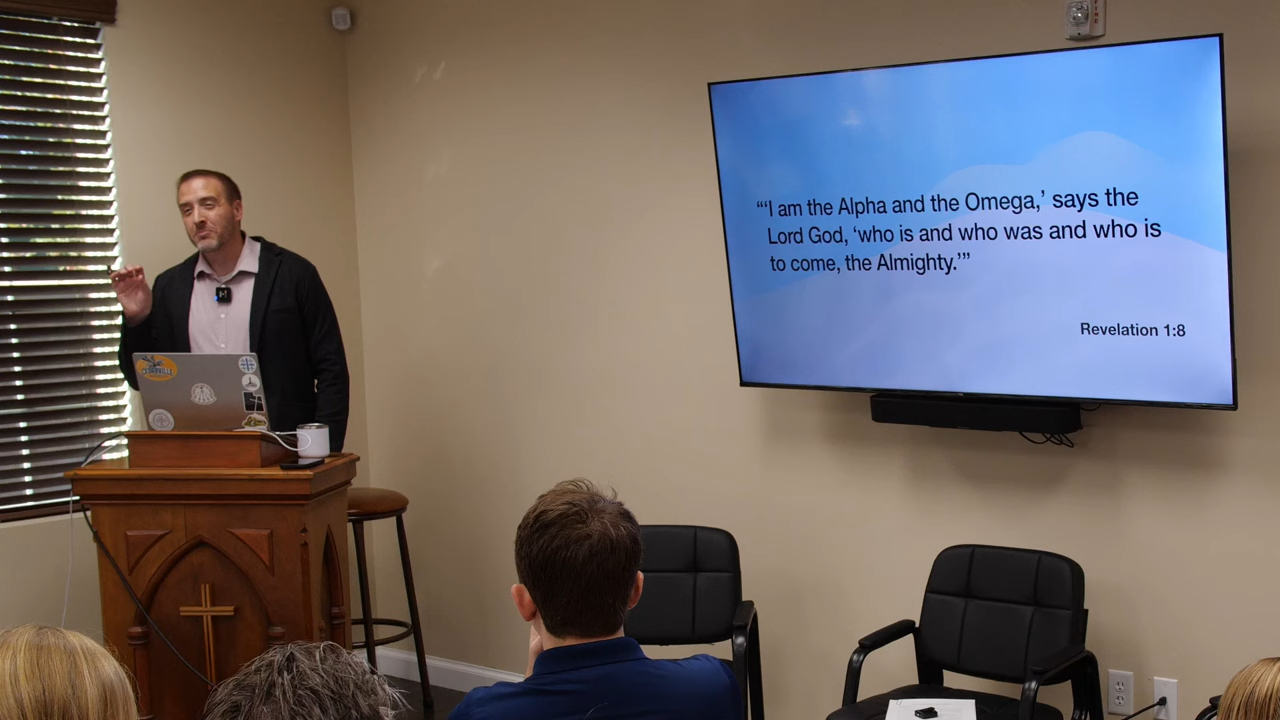 “‘I am the Alpha and the Omega,’ says the
Lord God, ‘who is and who was and who is
to come, the Almighty.’”
Revelation 1:8
CEDARVILLE